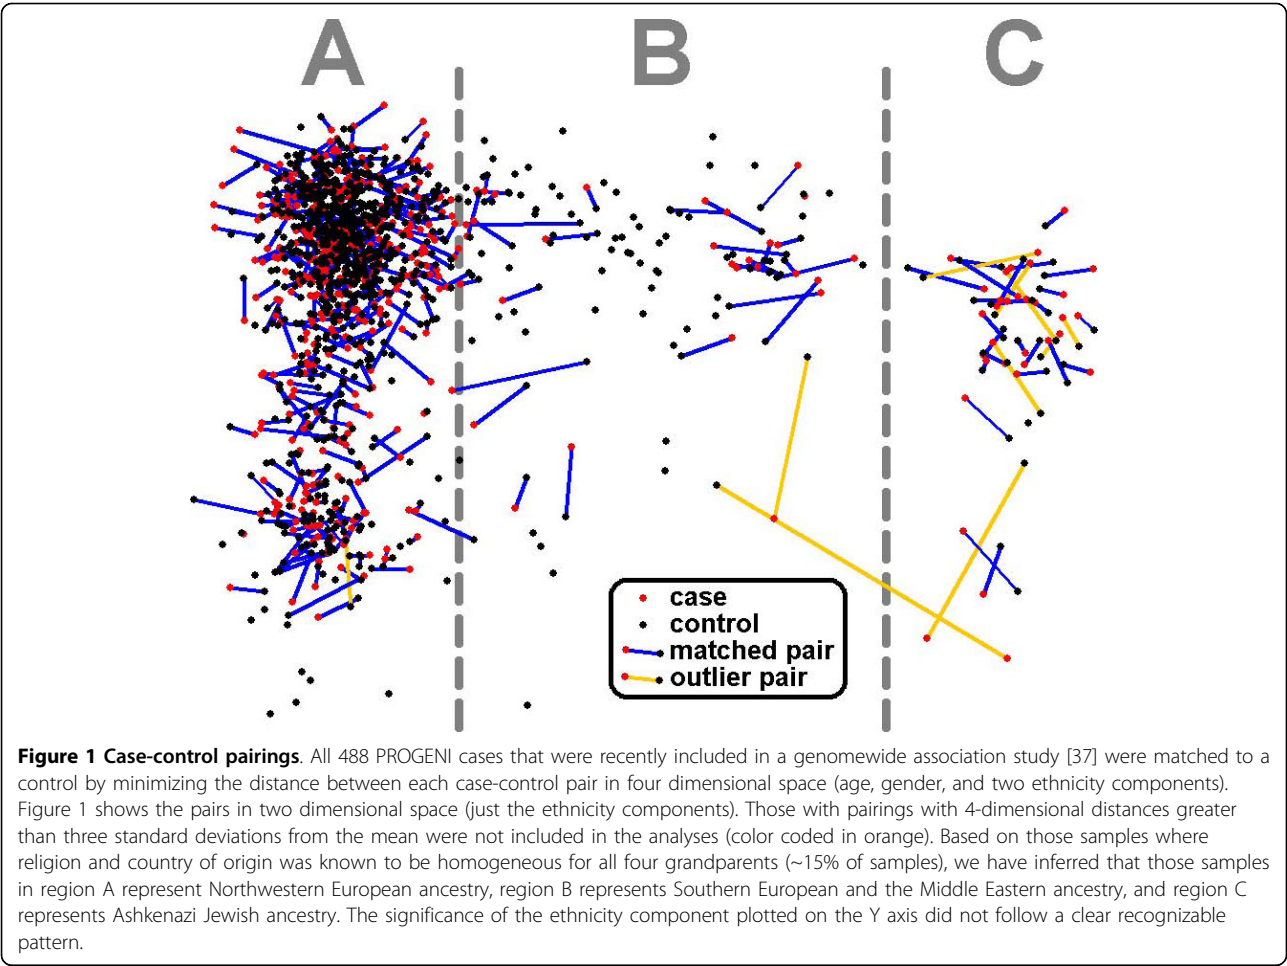 A B C
case
control
matched pair
outlier pair
Figure 1 Case-control pairings. All 488 PROGENI cases that were recently included in a genomewide association study [37] were matched to a
control by minimizing the distance between each case-control pair in four dimensional space (age, gender, and two ethnicity components).
Figure 1 shows the pairs in two dimensional space (just the ethnicity components). Those with pairings with 4-dimensional distances greater
than three standard deviations from the mean were not included in the analyses (color coded in orange). Based on those samples where
religion and country of origin was known to be homogeneous for all four grandparents (~15% of samples), we have inferred that those samples
in region A represent Northwestern European ancestry, region B represents Southern European and the Middle Eastern ancestry, and region C
represents Ashkenazi Jewish ancestry. The significance of the ethnicity component plotted on the Y axis did not follow a clear recognizable
pattern.